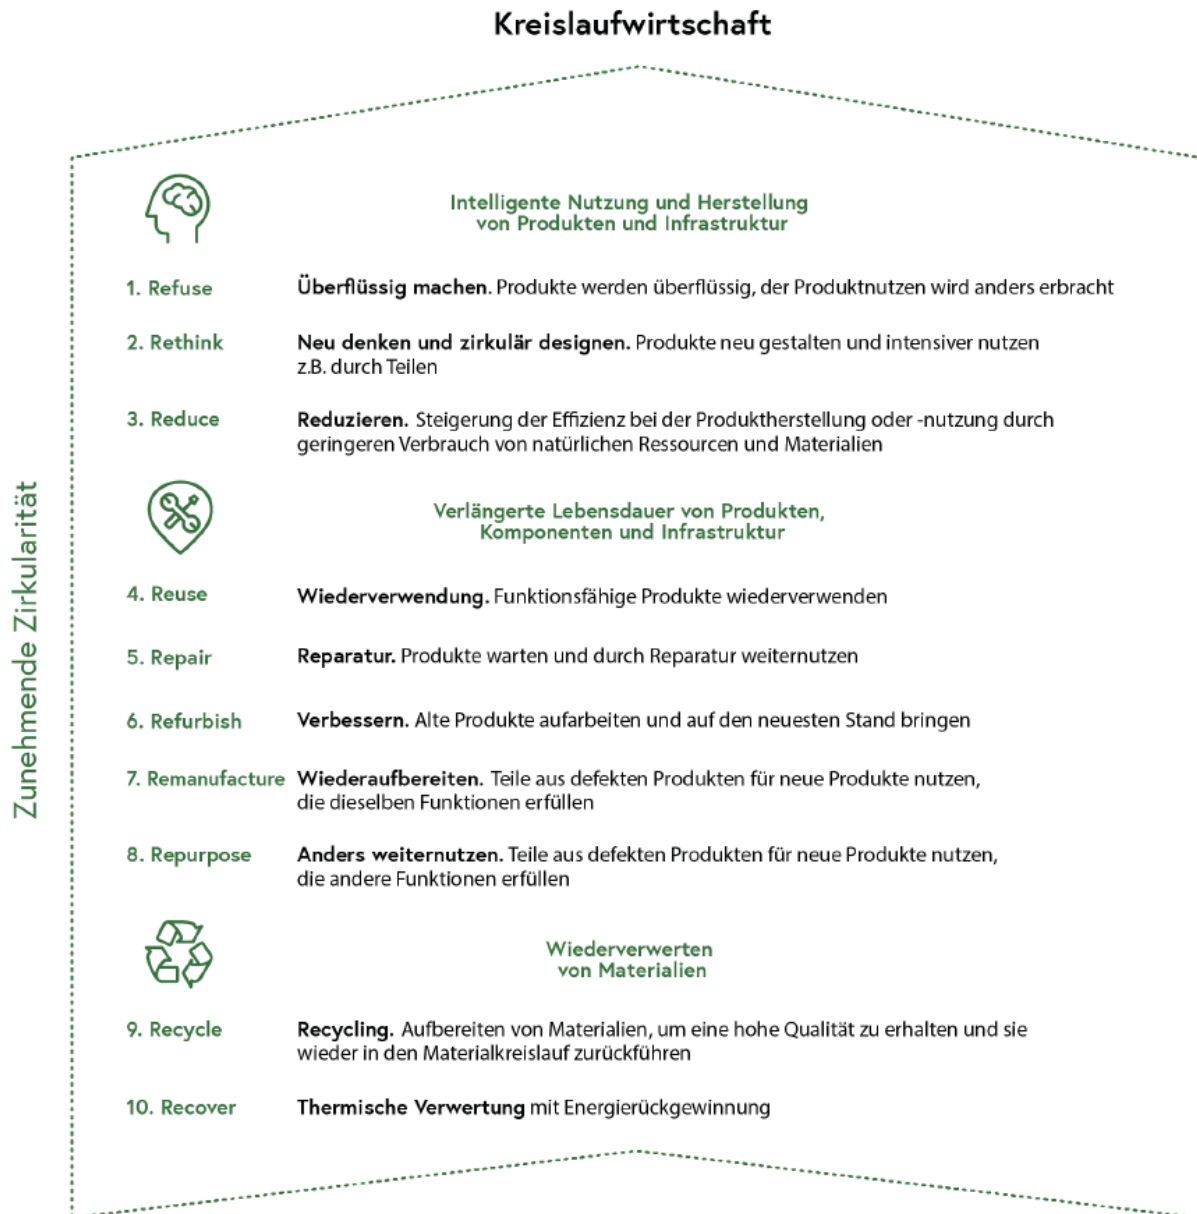 Kreislaufwirtschaft
Zunehmende Zirkularität
Intelligente Nutzung und Herstellung
von Produkten und Infrastruktur
1. Refuse Überflüssig machen. Produkte werden überflüssig, der Produktnutzen wird anders erbracht
2. Rethink Neu denken und zirkulär designen. Produkte neu gestalten und intensiver nutzen
z.B. durch Teilen
3. Reduce Reduzieren. Steigerung der Effizienz bei der Produktherstellung oder -nutzung durch
geringeren Verbrauch von natürlichen Ressourcen und Materialien
Verlängerte Lebensdauer von Produkten,
Komponenten und Infrastruktur
4. Reuse Wiederverwendung. Funktionsfähige Produkte wiederverwenden
5. Repair Reparatur. Produkte warten und durch Reparatur weiternutzen
6. Refurbish Verbessern. Alte Produkte aufarbeiten und auf den neuesten Stand bringen
7. Remanufacture Wiederaufbereiten. Teile aus defekten Produkten für neue Produkte nutzen,
die dieselben Funktionen erfüllen
8. Repurpose Anders weiternutzen. Teile aus defekten Produkten für neue Produkte nutzen,
die andere Funktionen erfüllen
Wiederverwerten
von Materialien
9. Recycle Recycling. Aufbereiten von Materialien, um eine hohe Qualität zu erhalten und sie
wieder in den Materialkreislauf zurückführen
10. Recover Thermische Verwertung mit Energierückgewinnung